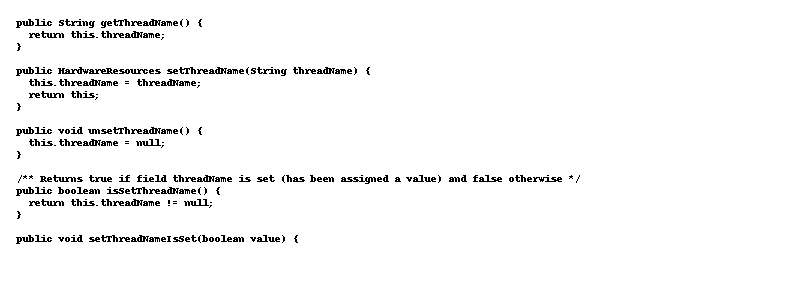 public String getThreadName() {
return this.threadName;
}
public HardwareResources setThreadName(String threadName) {
this.threadName = threadName;
return this;
}
public void unsetThreadName() {
this.threadName = null;
}
/** Returns true if field threadName is set (has been assigned a value) and false otherwise */
public boolean isSetThreadName() {
return this.threadName != null;
}
public void setThreadNameIsSet(boolean value) {